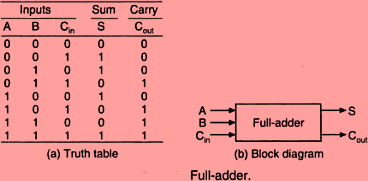 Inputs Sum Carry
A B Cin S Cout
0 0 0 0 0
0 0 1 1 0
0 1 0 1 0
0 1 1 0 1
1 0 0 1 0
1 0 1 0 1
1 1 0 0 1
1 1 1 1 1
(a) Truth table
A
B
Cin
Full-adder
S
Cout
(b) Block diagram
Full-adder.